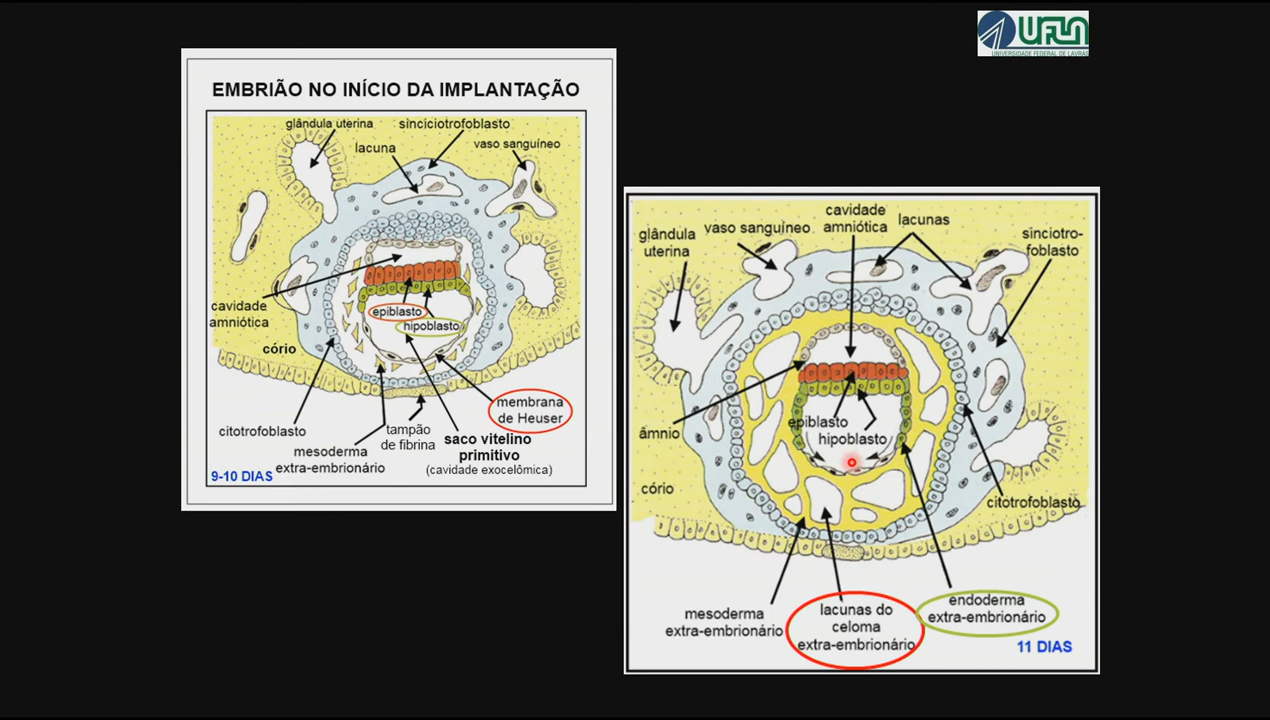 UFLA
UNIVERSIDADE FEDERAL DE LAVRAS
EMBRIÃO NO INÍCIO DA IMPLANTAÇÃO
glândula uterina
sinciciotrofoblasto
lacuna
vaso sanguíneo
cavidade
amniótica
epiblasto
hipoblasto
cório
membrana
de Heuser
citotrofoblasto
tampão
de fibrina
saco vitelino
primitivo
(cavidade exocelômica)
mesoderma
extra-embrionário
9-10 DIAS
glândula
uterina
vaso sanguíneo
cavidade
amniótica
lacunas
sinciotro-
foblasto
âmnio
epiblasto
hipoblasto
cório
citotrofoblasto
mesoderma
extra-embrionário
lacunas do
celoma
extra-embrionário
endoderma
extra-embrionário
11 DIAS